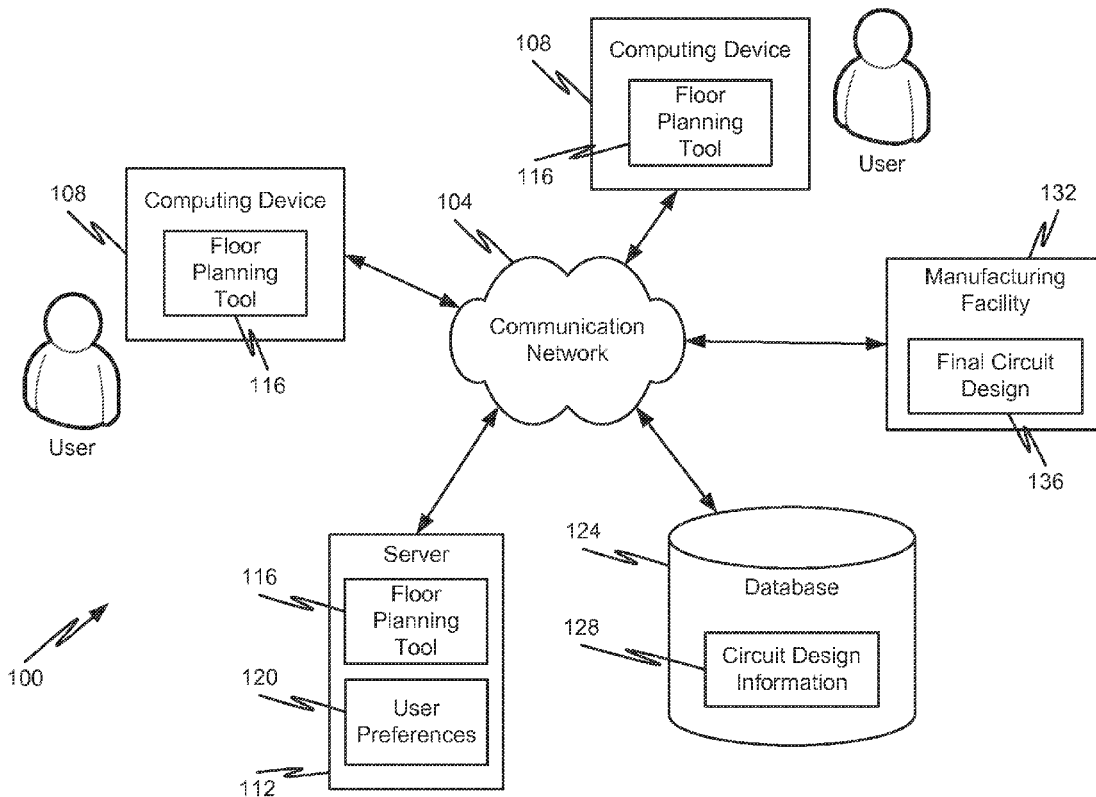 108
Computing Device
Floor
Planning
Tool
116
User
108
Computing Device
Floor
Planning
Tool
116
User
104
Communication
Network
132
Manufacturing
Facility
Final Circuit
Design
136
Server
116
Floor
Planning
Tool
120
User
Preferences
112
124
Database
128
Circuit Design
Information
100